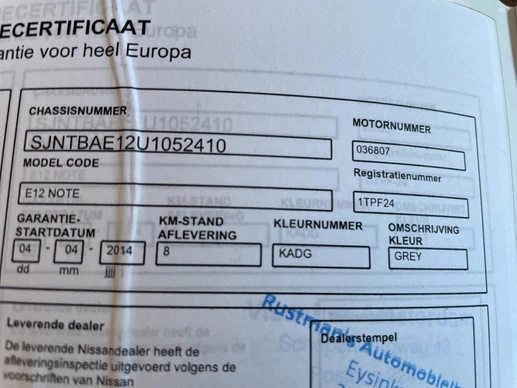 ECERTIFICAAT
antie voor heel Europa
CHASSISNUMMER
SJNTBAE12U1052410
MOTORNUMMER
036807
MODEL CODE
E12 NOTE
Registratienummer
1TPF24
GARANTIE-
STARTDATUM
04 - 04 - 2014
dd mm jjjj
KM-STAND
AFLEVERING
8
KLEURNUMMER
KADG
OMSCHRIJVING
KLEUR
GREY
Leverende dealer
De leverende Nissandealer heeft de
afleveringsinspectie uitgevoerd volgens de
voorschriften van Nissan
Dealerstempel
Rustman's Automobiel